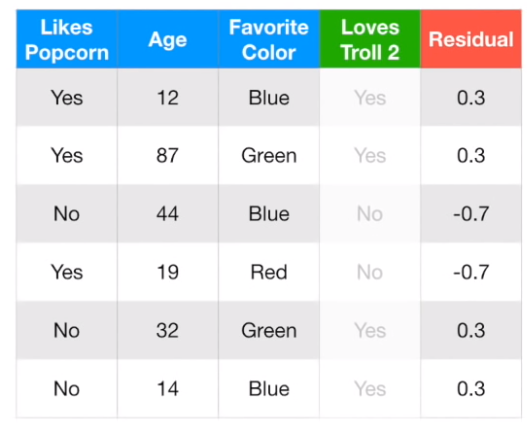 Likes Popcorn Age Favorite Color Loves Troll 2 Residual
Yes 12 Blue Yes 0.3
Yes 87 Green Yes 0.3
No 44 Blue No -0.7
Yes 19 Red No -0.7
No 32 Green Yes 0.3
No 14 Blue Yes 0.3